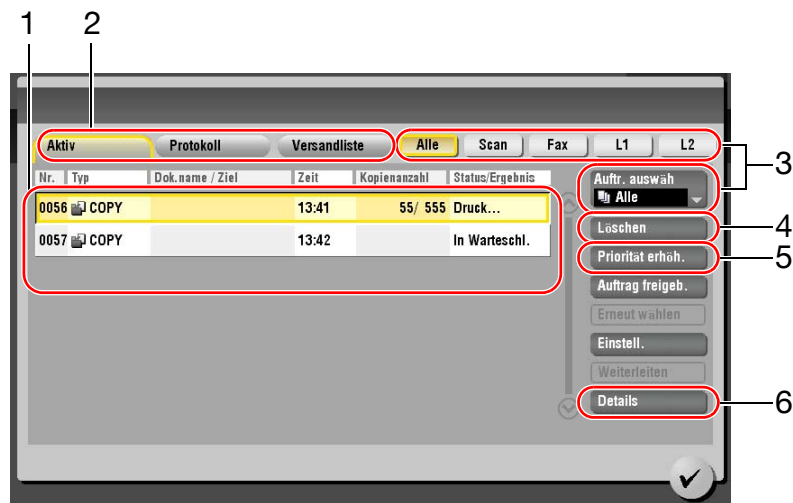 1 2
Aktiv Protokoll Versandliste Alle Scan Fax L1 L2
3
Nr. Typ Dok.name / Ziel Zeit Kopienanzahl Status/Ergebnis
Auftr. auswäh
Alle
0056 COPY 13:41 55/ 555 Druck...
Löschen
4
0057 COPY 13:42 In Warteschl.
Priorität erhöh.
5
Auftrag freigeb.
Erneut wählen
Einstell.
Weiterleiten
Details
6